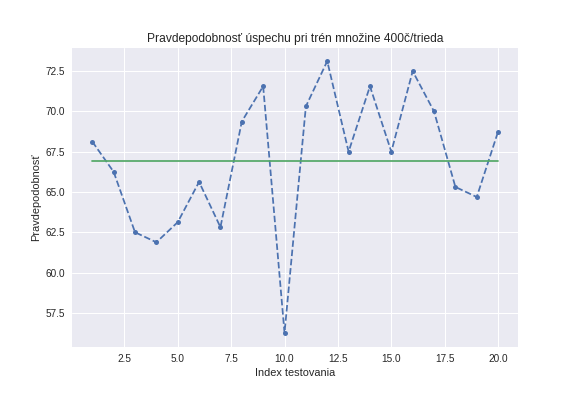 Pravdepodobnosť úspechu pri trén množine 400č/trieda
72.5
70.0
67.5
65.0
62.5
60.0
57.5
Pravdepodobnosť
2.5 5.0 7.5 10.0 12.5 15.0 17.5 20.0
Index testovania